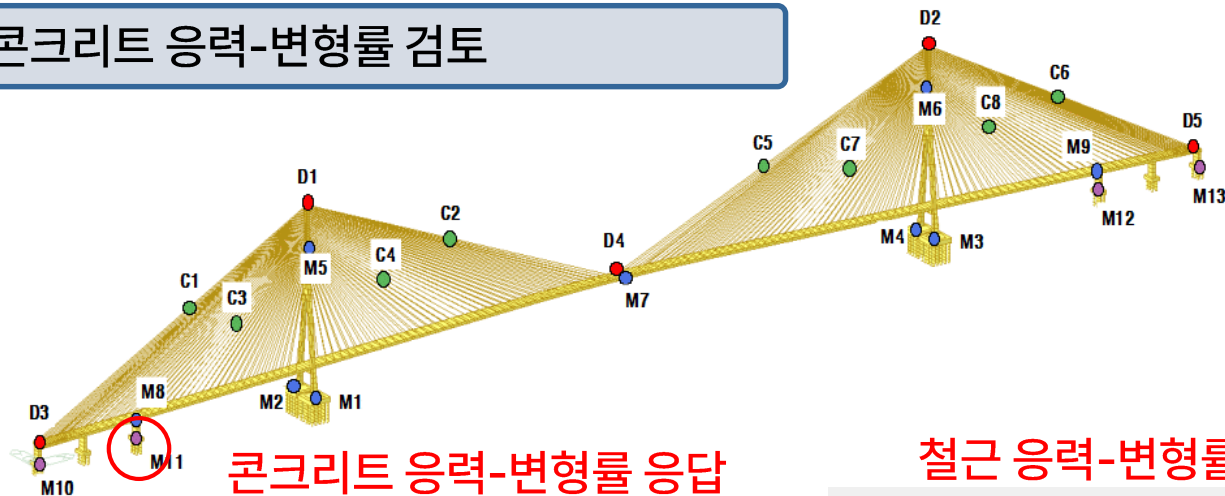 콘크리트 응력-변형률 검토
D2
C6
M6
C8
D5
C5
C7
M9
D1
M13
C2
M12
M4
M3
D4
M5
C4
C1
C3
M7
M8
M2
M1
D3
M11
M10
콘크리트 응력-변형률 응답
철근 응력-변형률